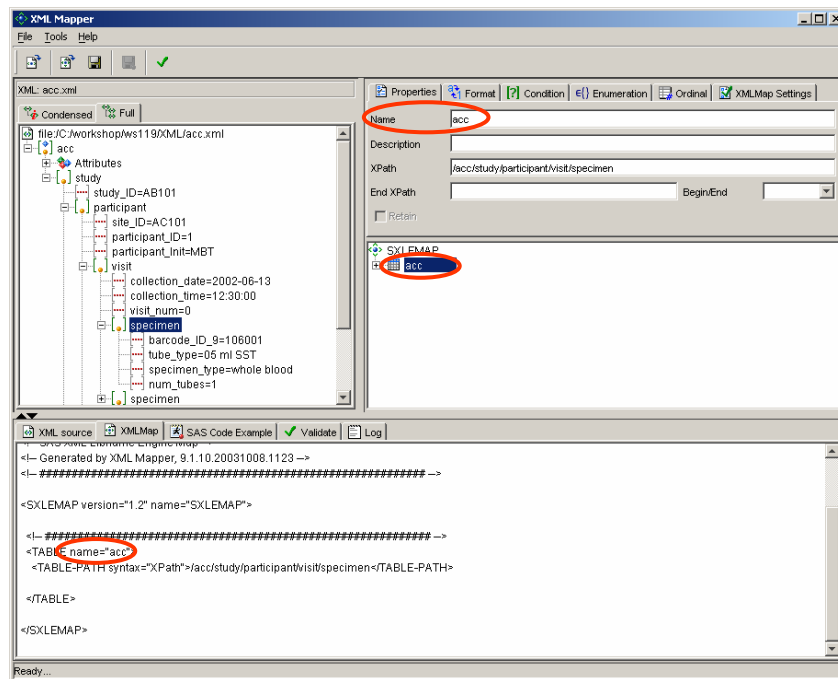 XML Mapper
File Tools Help
XML: acc.xml
Condensed Full
file:/C:/workshop/ws119/XML/acc.xml
acc
Attributes
study
study_ID=AB101
participant
site_ID=AC101
participant_ID=1
participant_Init=MBT
visit
collection_date=2002-06-13
collection_time=12:30:00
visit_num=0
specimen
barcode_ID_9=106001
tube_type=05 ml SST
specimen_type=whole blood
num_tubes=1
specimen
Properties Format [?] Condition E{} Enumeration Ordinal XMLMap Settings
Name acc
Description
XPath /acc/study/participant/visit/specimen
End XPath Begin/End
Retain
SXLEMAP
acc
XML source XMLMap SAS Code Example Validate Log
<!-- SAS XML Libname Engine Map -->
<!-- Generated by XML Mapper, 9.1.10.20031008.1123 -->
<!-- ############################################################ -->
<SXLEMAP version="1.2" name="SXLEMAP">
<!-- ############################################################ -->
<TABLE name="acc">
<TABLE-PATH syntax="XPath">/acc/study/participant/visit/specimen</TABLE-PATH>
</TABLE>
</SXLEMAP>
Ready...